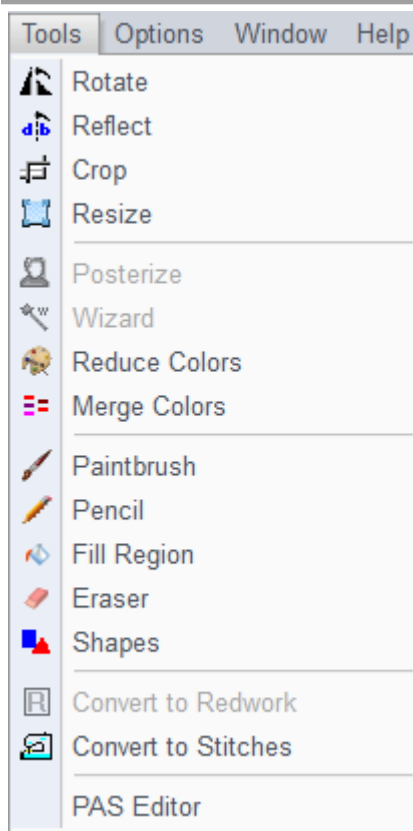 Tools Options Window Help
Rotate
Reflect
Crop
Resize
Posterize
Wizard
Reduce Colors
Merge Colors
Paintbrush
Pencil
Fill Region
Eraser
Shapes
Convert to Redwork
Convert to Stitches
PAS Editor